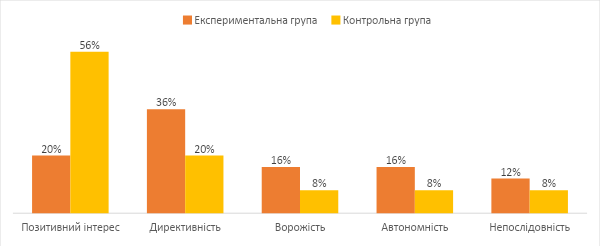 Експериментальна група Контрольна група
56%
36%
20% 20%
16% 16%
12%
8% 8% 8%
Позитивний інтерес Директивність Ворожість Автономність Непослідовність